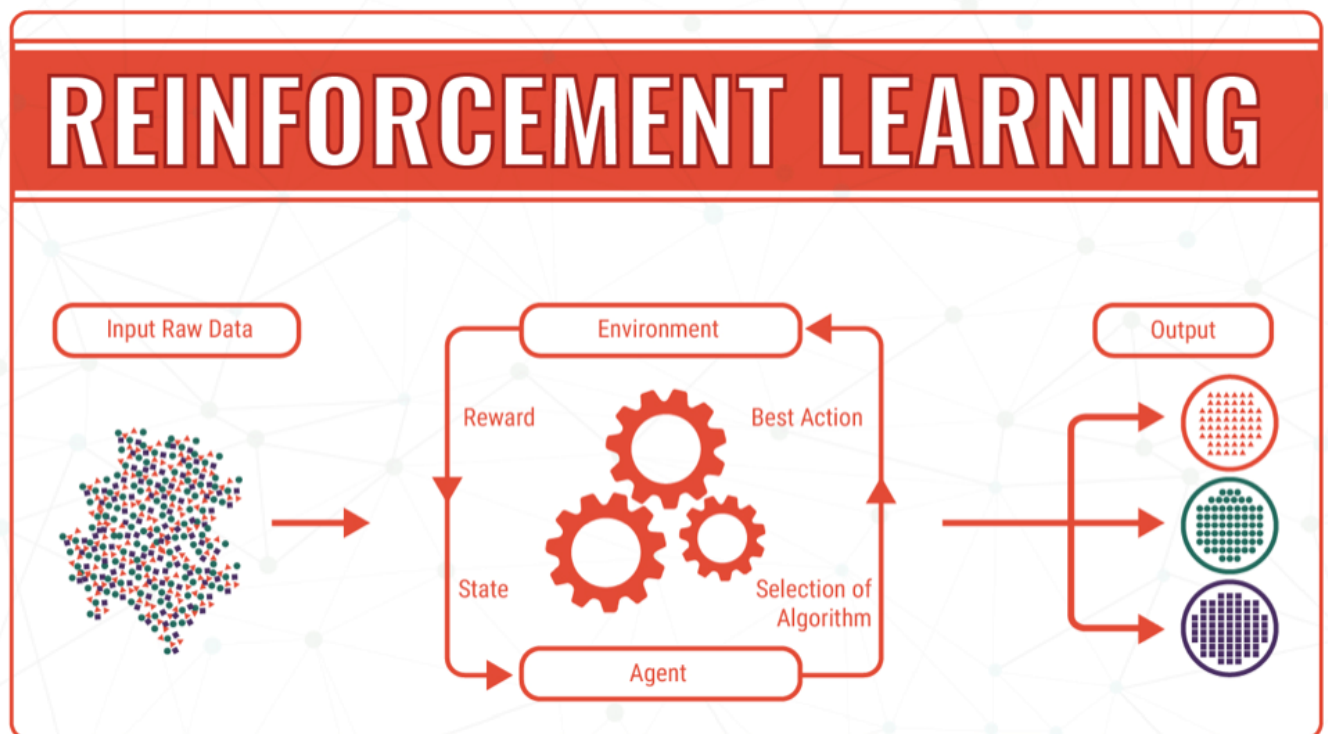 REINFORCEMENT LEARNING
Input Raw Data
Environment
Output
Reward
Best Action
State
Selection of
Algorithm
Agent